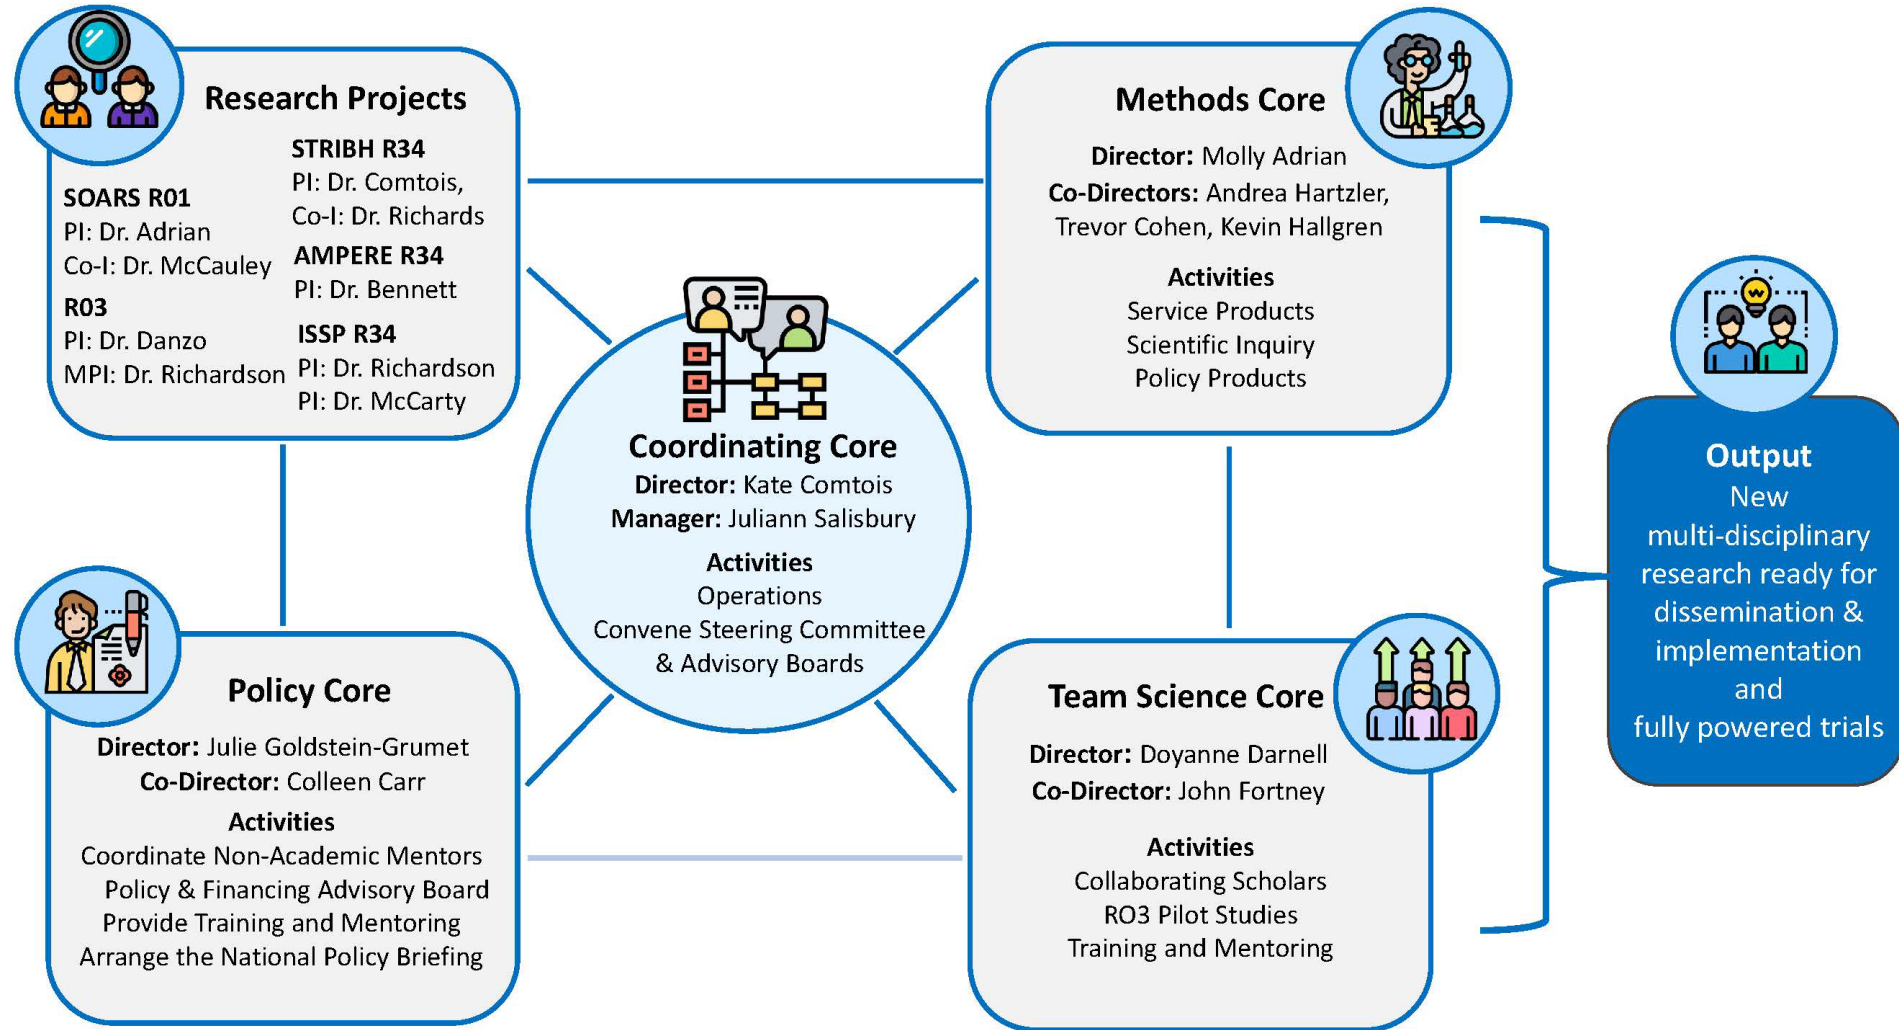 Research Projects
SOARS R01
PI: Dr. Adrian
Co-I: Dr. McCauley
R03
PI: Dr. Danzo
MPI: Dr. Richardson
STRIBH R34
PI: Dr. Comtois,
Co-I: Dr. Richards
AMPERE R34
PI: Dr. Bennett
ISSP R34
PI: Dr. Richardson
PI: Dr. McCarty
Methods Core
Director: Molly Adrian
Co-Directors: Andrea Hartzler,
Trevor Cohen, Kevin Hallgren
Activities
Service Products
Scientific Inquiry
Policy Products
Coordinating Core
Director: Kate Comtois
Manager: Juliann Salisbury
Activities
Operations
Convene Steering Committee
& Advisory Boards
Policy Core
Director: Julie Goldstein-Grumet
Co-Director: Colleen Carr
Activities
Coordinate Non-Academic Mentors
Policy & Financing Advisory Board
Provide Training and Mentoring
Arrange the National Policy Briefing
Team Science Core
Director: Doyanne Darnell
Co-Director: John Fortney
Activities
Collaborating Scholars
RO3 Pilot Studies
Training and Mentoring
Output
New
multi-disciplinary
research ready for
dissemination &
implementation
and
fully powered trials